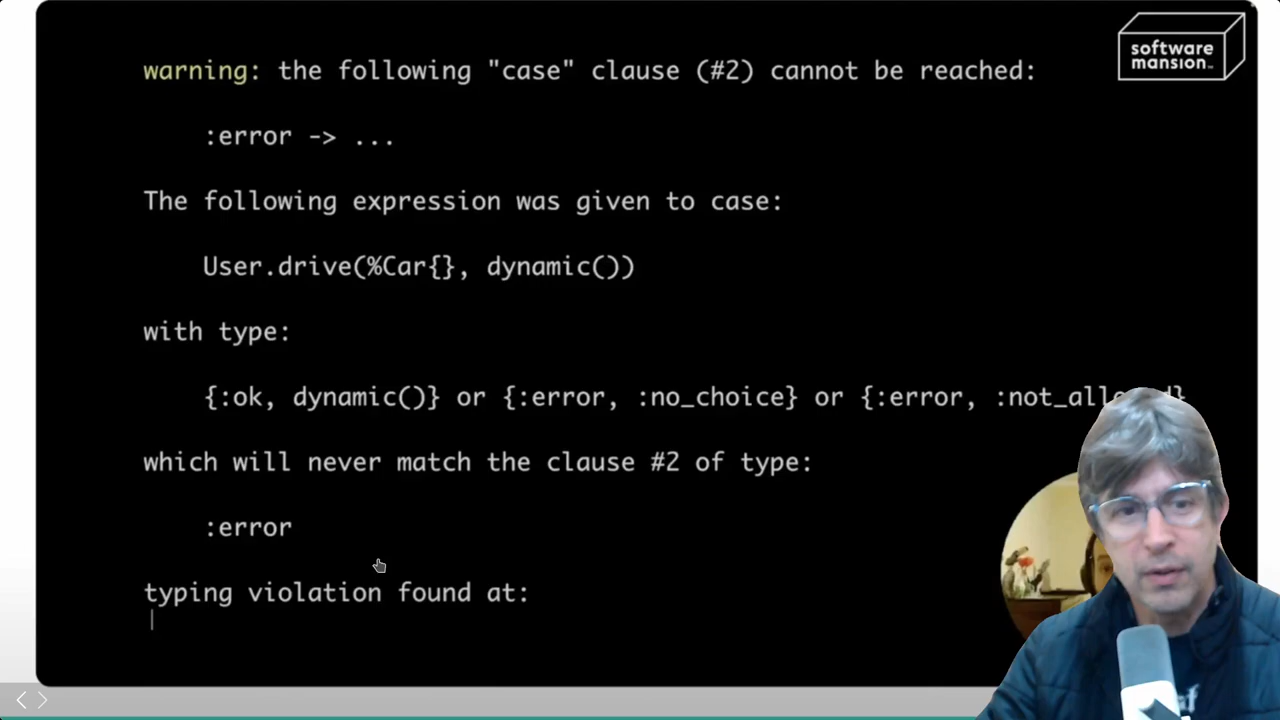 software
mansion
warning: the following "case" clause (#2) cannot be reached:
:error -> ...
The following expression was given to case:
User.drive(%Car{}, dynamic())
with type:
{:ok, dynamic()} or {:error, :no_choice} or {:error,
which will never match the clause #2 of type:
:error
typing violation found at: